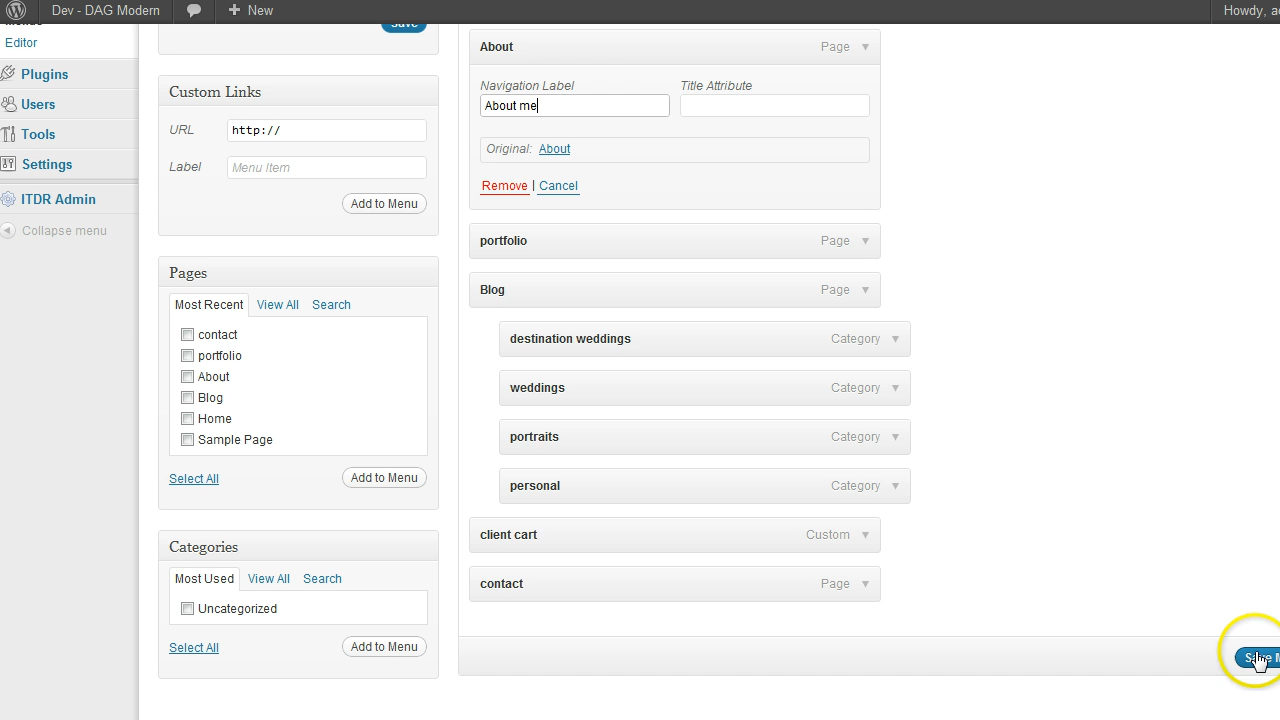 Dev - DAG Modern
New
Howdy,
Editor
Plugins
Users
Tools
Settings
ITDR Admin
Collapse menu
Custom Links
URL http://
Label Menu Item
Add to Menu
Pages
Most Recent View All Search
contact
portfolio
About
Blog
Home
Sample Page
Select All Add to Menu
Categories
Most Used View All Search
Uncategorized
Select All Add to Menu
About Page
Navigation Label Title Attribute
About me
Original: About
Remove | Cancel
portfolio Page
Blog Page
destination weddings Category
weddings Category
portraits Category
personal Category
client cart Custom
contact Page